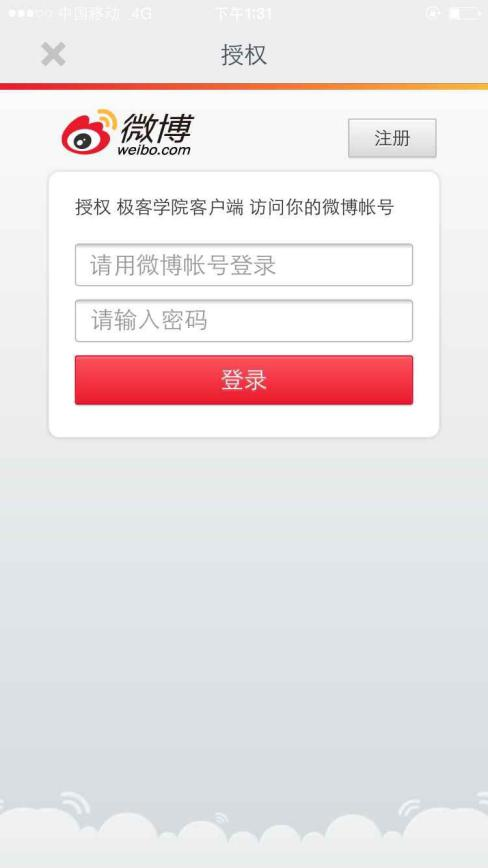 中国移动 4G 下午1:31
授权
微博
weibo.com
注册
授权 极客学院客户端 访问你的微博帐号
请用微博帐号登录
请输入密码
登录